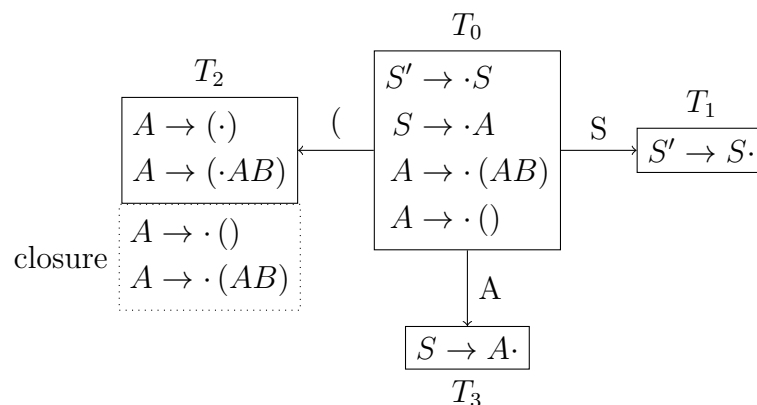 T₀
S′ → ·S
S → ·A
A → ·(AB)
A → ·()
T₂
A → (·)
A → (·AB)
A → ·()
A → ·(AB)
closure
(
S
T₁
S′ → S·
A
S → A·
T₃